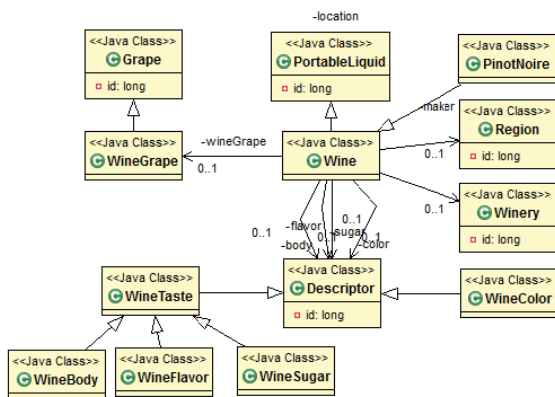 -location
<<Java Class>>
Grape
id: long
<<Java Class>>
PortableLiquid
id: long
<<Java Class>>
PinotNoire
-maker
<<Java Class>>
WineGrape
-wineGrape
0..1
<<Java Class>>
Wine
<<Java Class>>
Region
id: long
0..1
<<Java Class>>
Winery
id: long
0..1
-flavor
0..1
sugar
0..1
-body
0..1
-color
0..1
<<Java Class>>
WineTaste
<<Java Class>>
Descriptor
id: long
<<Java Class>>
WineColor
<<Java Class>>
WineBody
<<Java Class>>
WineFlavor
<<Java Class>>
WineSugar